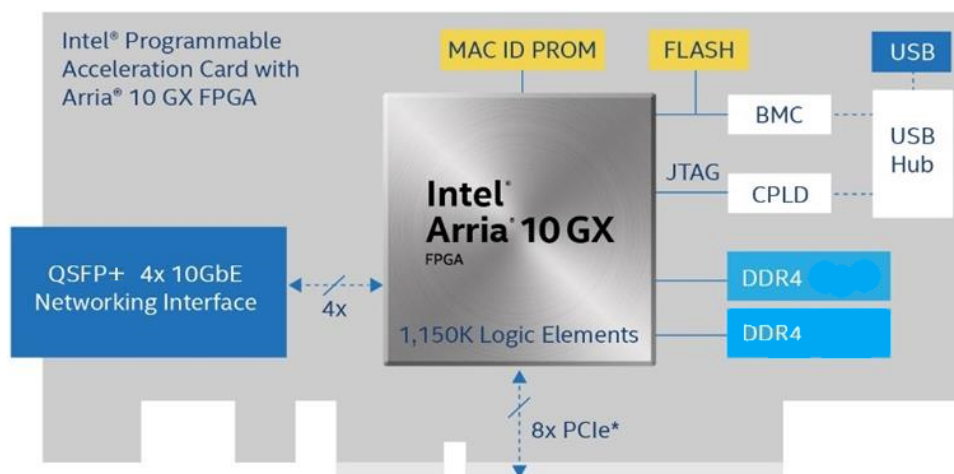 Intel® Programmable
Acceleration Card with
Arria® 10 GX FPGA
MAC ID PROM
FLASH
USB
BMC
USB
Hub
JTAG
CPLD
Intel®
Arria® 10 GX
FPGA
QSFP+ 4x 10GbE
Networking Interface
4x
DDR4
DDR4
1,150K Logic Elements
8x PCIe*